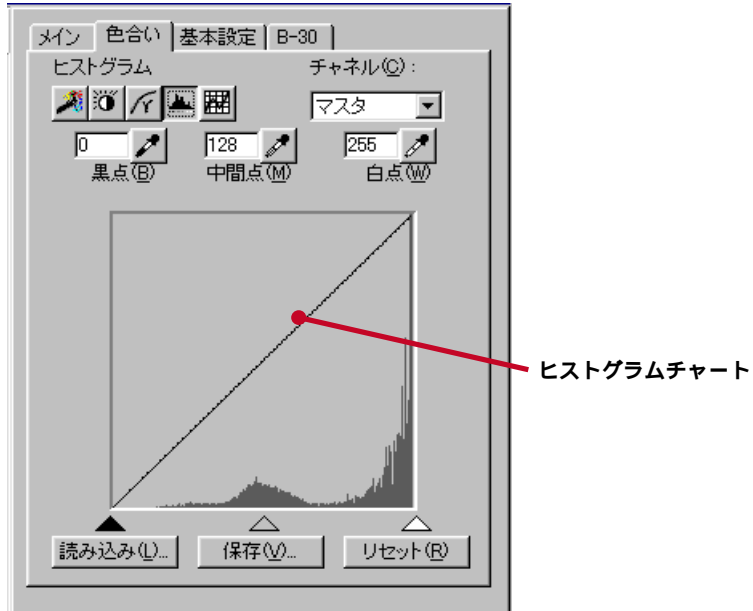 メイン 色合い 基本設定 B-30
ヒストグラム チャネル(C):
マスタ
0 128 255
黒点(B) 中間点(M) 白点(W)
ヒストグラムチャート
読み込み(L)... 保存(V)... リセット(R)